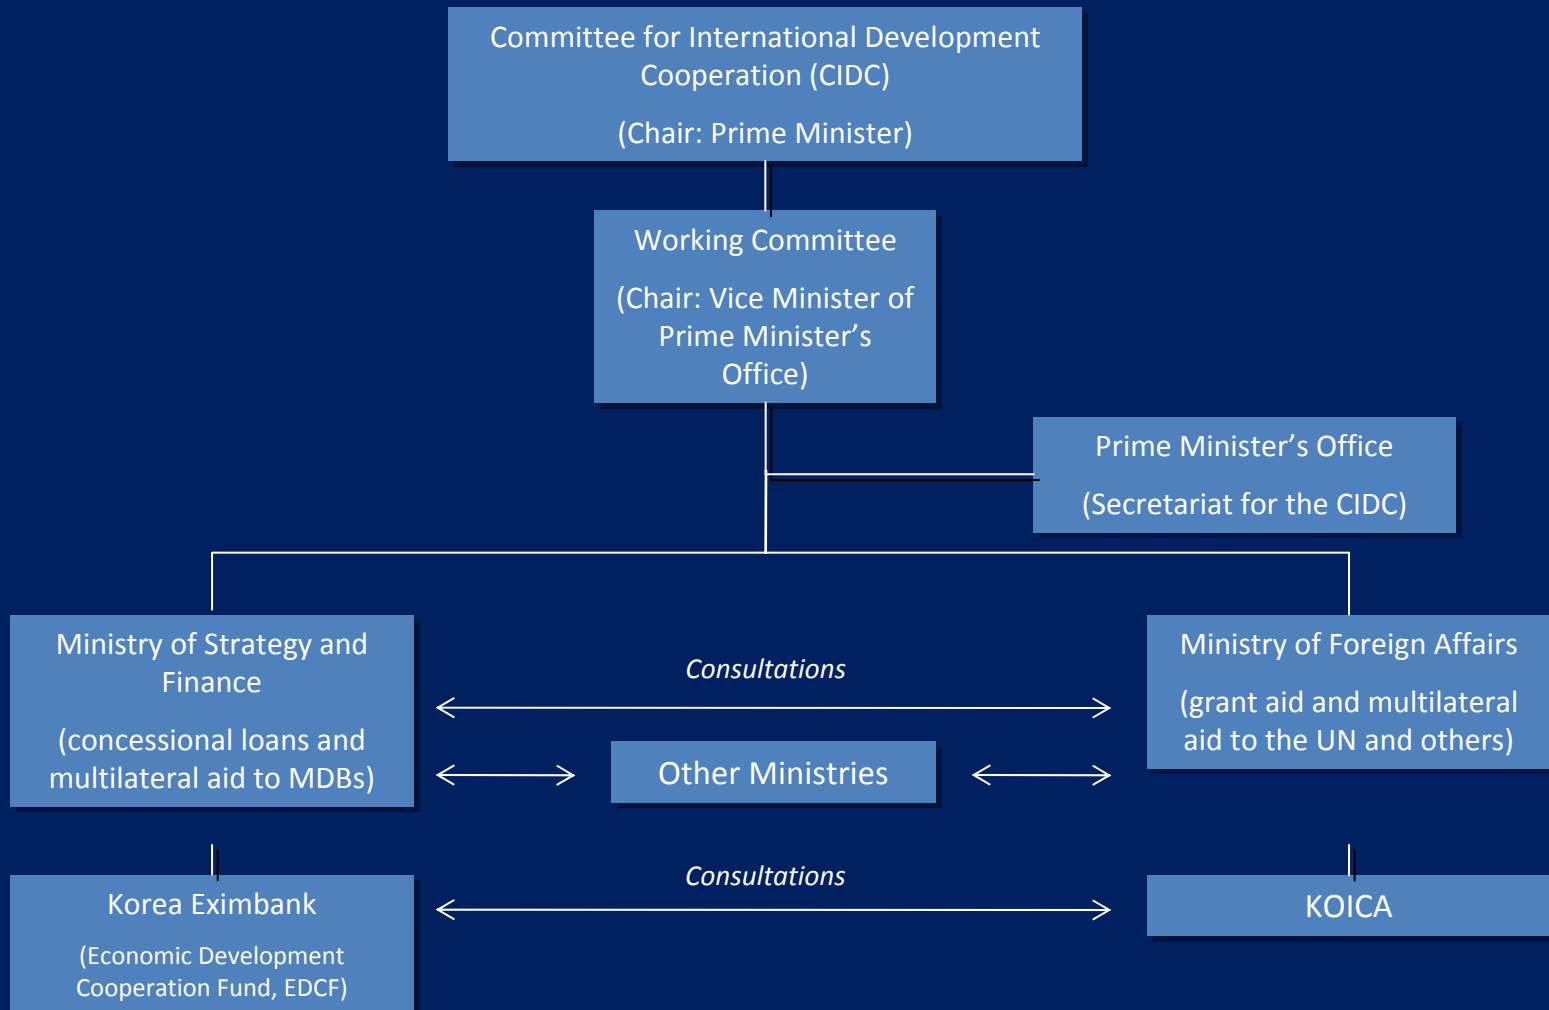 Committee for International Development
Cooperation (CIDC)
(Chair: Prime Minister)
Working Committee
(Chair: Vice Minister of
Prime Minister’s
Office)
Prime Minister’s Office
(Secretariat for the CIDC)
Ministry of Strategy and
Finance
(concessional loans and
multilateral aid to MDBs)
Consultations
Ministry of Foreign Affairs
(grant aid and multilateral
aid to the UN and others)
Other Ministries
Korea Eximbank
(Economic Development
Cooperation Fund, EDCF)
Consultations
KOICA